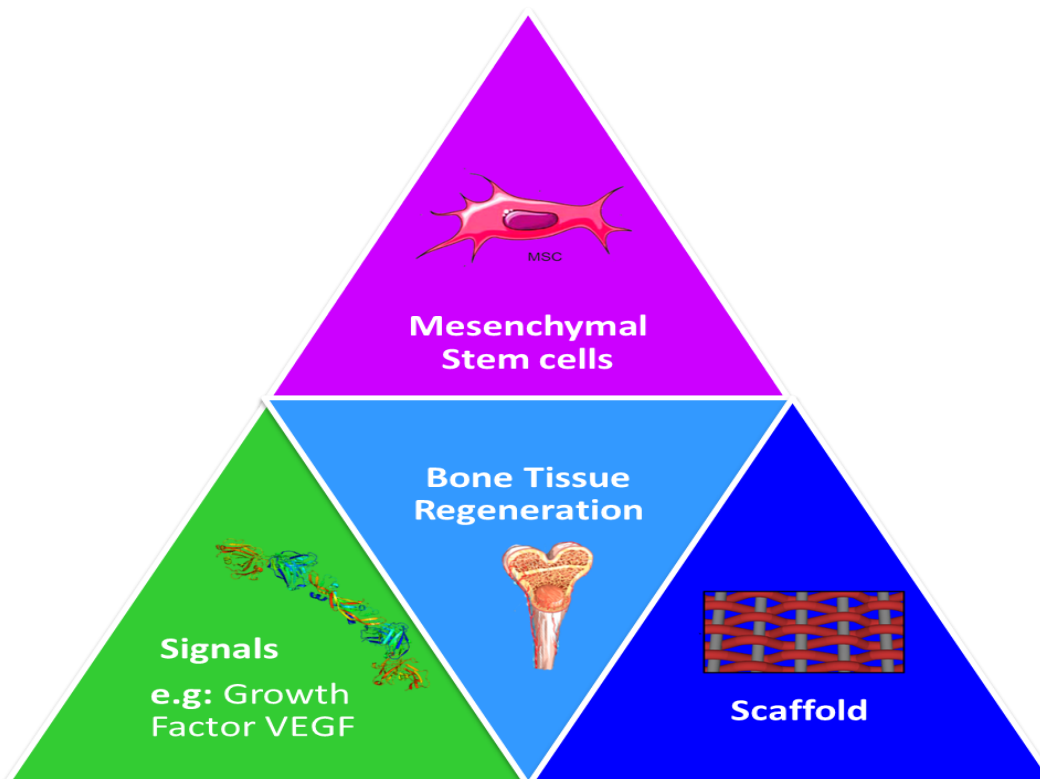 MSC
Mesenchymal
Stem cells
Bone Tissue
Regeneration
Signals
e.g: Growth
Factor VEGF
Scaffold